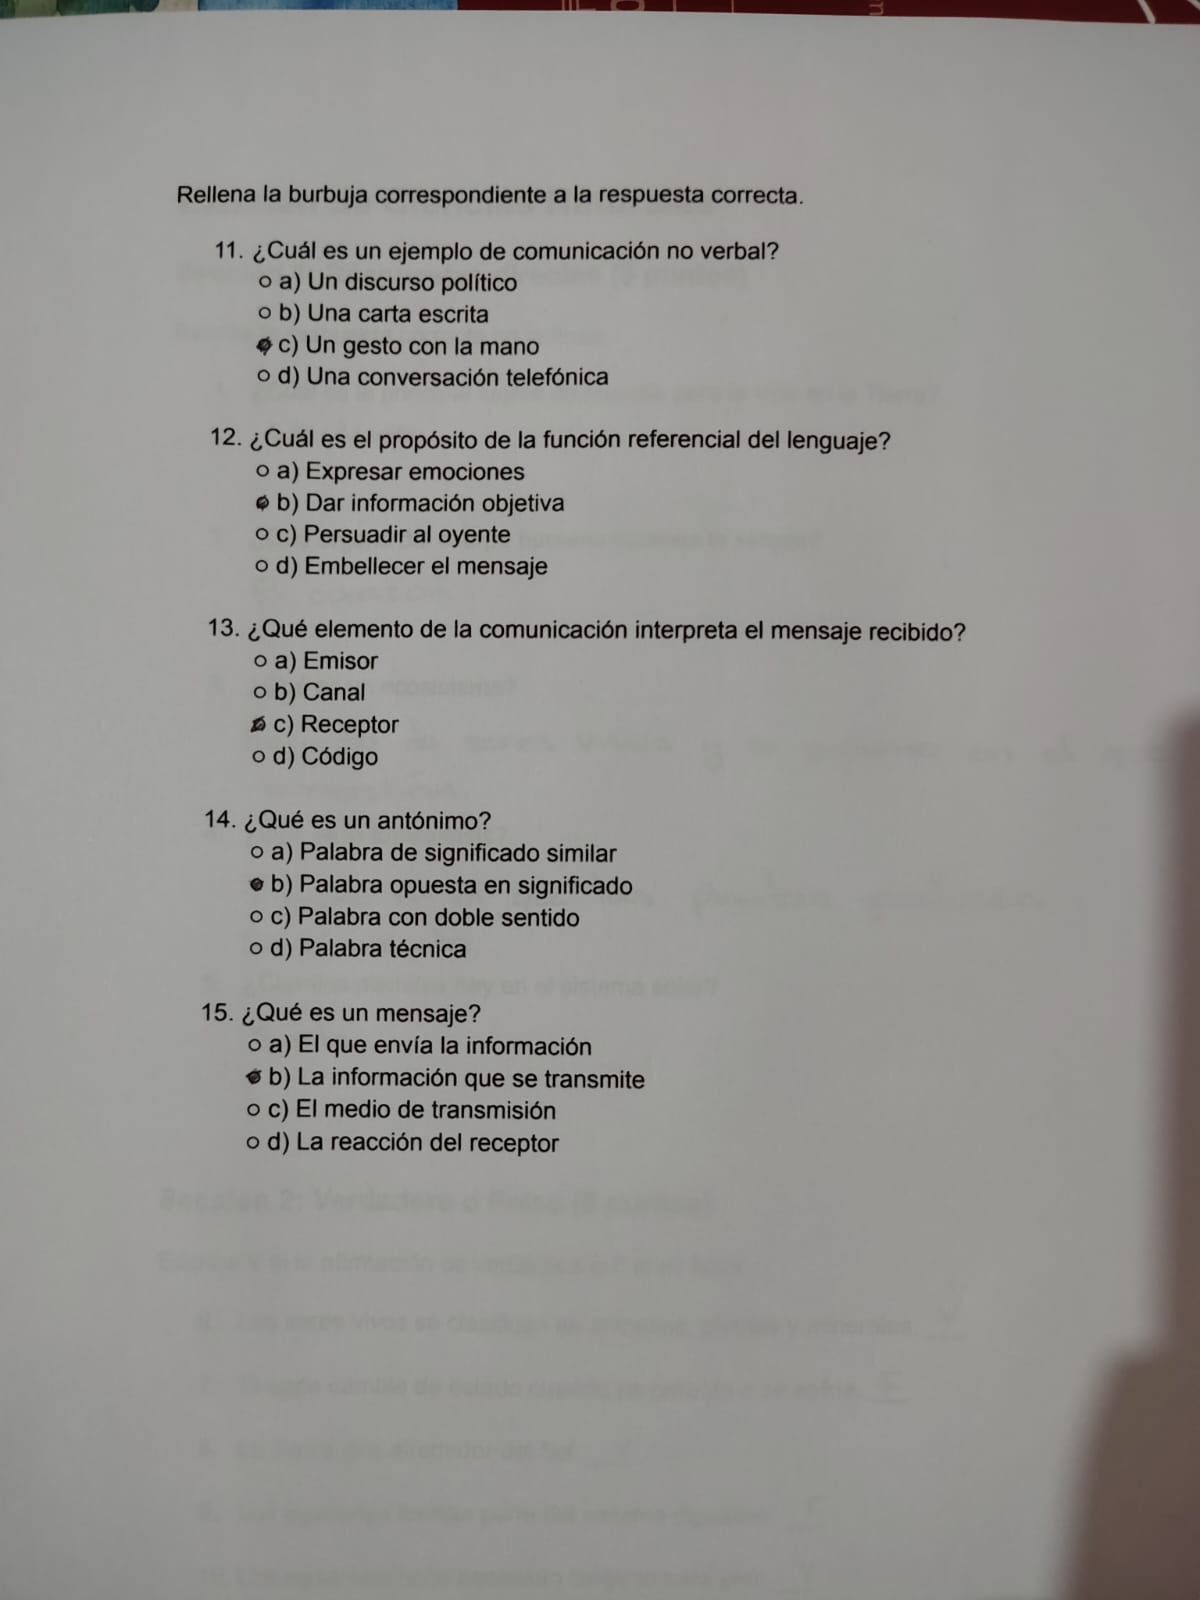 Rellena la burbuja correspondiente a la respuesta correcta.
11. ¿Cuál es un ejemplo de comunicación no verbal?
a) Un discurso político
b) Una carta escrita
c) Un gesto con la mano
d) Una conversación telefónica
12. ¿Cuál es el propósito de la función referencial del lenguaje?
a) Expresar emociones
b) Dar información objetiva
c) Persuadir al oyente
d) Embellecer el mensaje
13. ¿Qué elemento de la comunicación interpreta el mensaje recibido?
a) Emisor
b) Canal
c) Receptor
d) Código
14. ¿Qué es un antónimo?
a) Palabra de significado similar
b) Palabra opuesta en significado
c) Palabra con doble sentido
d) Palabra técnica
15. ¿Qué es un mensaje?
a) El que envía la información
b) La información que se transmite
c) El medio de transmisión
d) La reacción del receptor